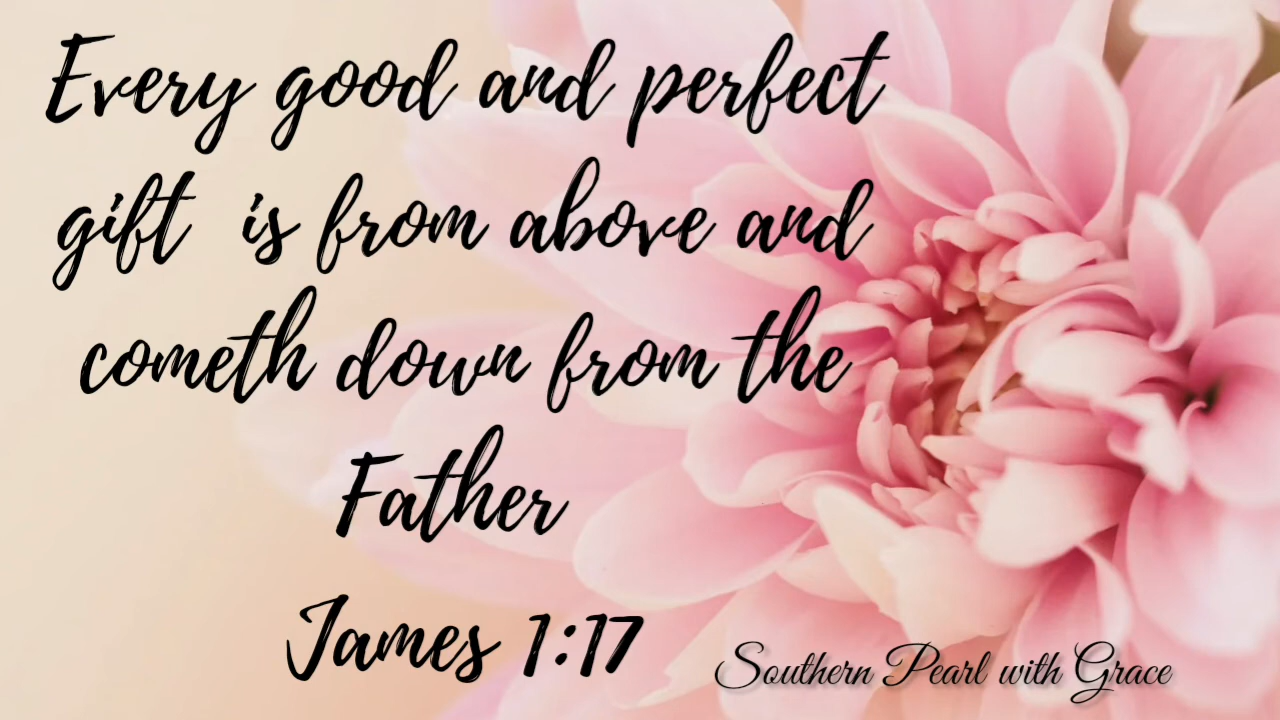 Every good and perfect
gift is from above and
cometh down from the
Father
James 1:17
Southern Pearl with Grace